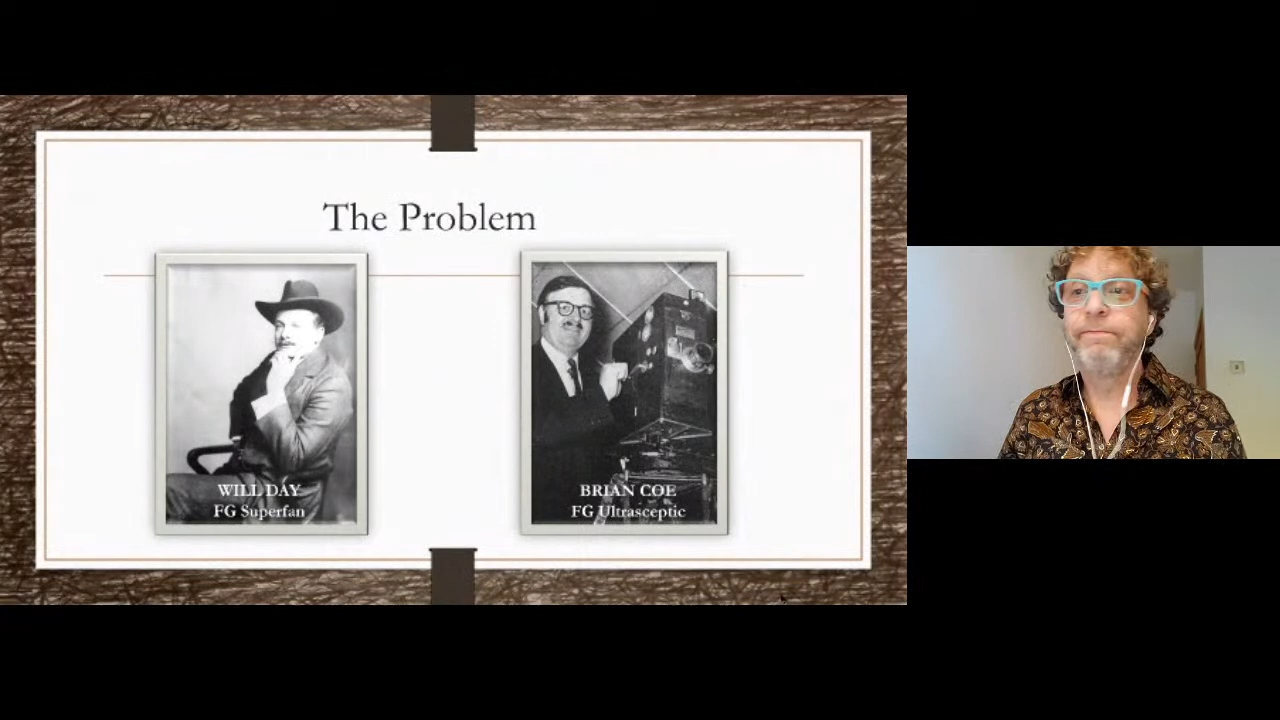 The Problem
WILL DAY
FG Superfan
BRIAN COE
FG Ultrasceptic